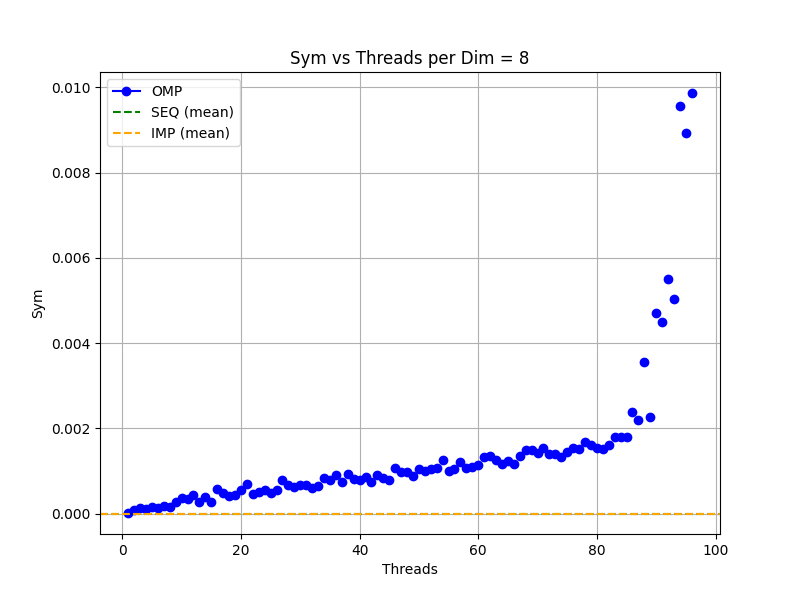 Sym vs Threads per Dim = 8
OMP
SEQ (mean)
IMP (mean)
0.010
0.008
0.006
0.004
0.002
0.000
Sym
0 20 40 60 80 100
Threads